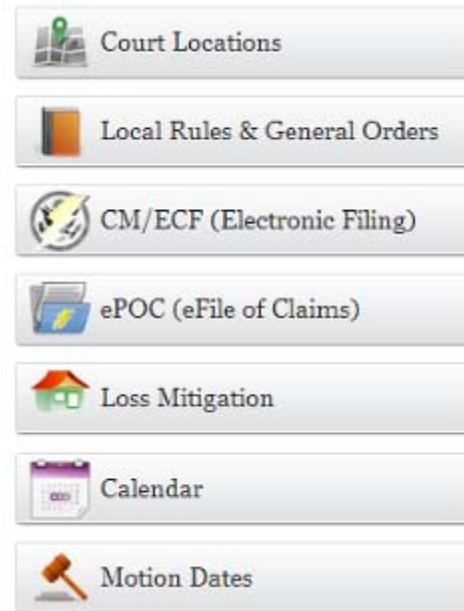 Court Locations
Local Rules & General Orders
CM/ECF (Electronic Filing)
ePOC (eFile of Claims)
Loss Mitigation
Calendar
Motion Dates